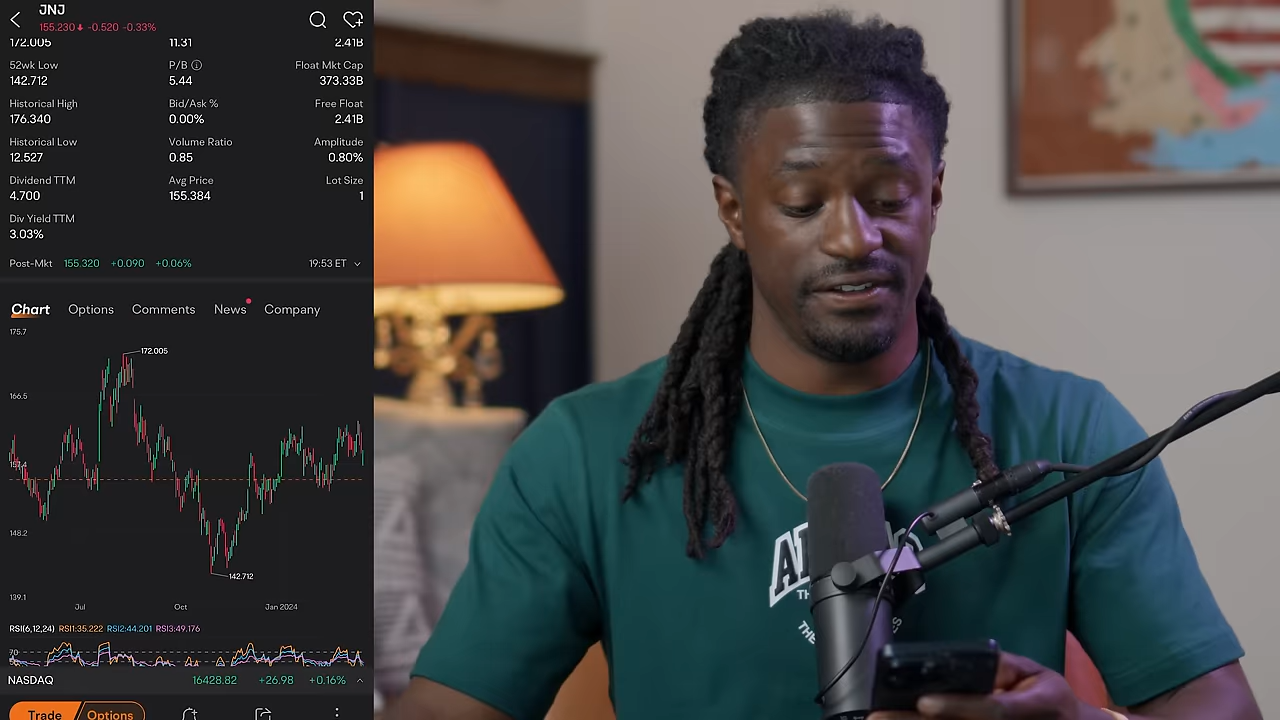 JNJ
155.230 -0.520 -0.33%
172.005 11.31 2.41B
52wk Low P/B Float Mkt Cap
142.712 5.44 373.33B
Historical High Bid/Ask % Free Float
176.340 0.00% 2.41B
Historical Low Volume Ratio Amplitude
12.527 0.85 0.80%
Dividend TTM Avg Price Lot Size
4.700 155.384 1
Div Yield TTM
3.03%
Post-Mkt 155.320 +0.090 +0.06% 19:53 ET
Chart Options Comments News Company
175.7
172.005
166.5
157.4
148.2
142.712
139.1
Jul Oct Jan 2024
RSI(6,12,24) RSI1:35.222 RSI2:44.201 RSI3:49.176
70
NASDAQ 16428.82 +26.98 +0.16%
Trade Options